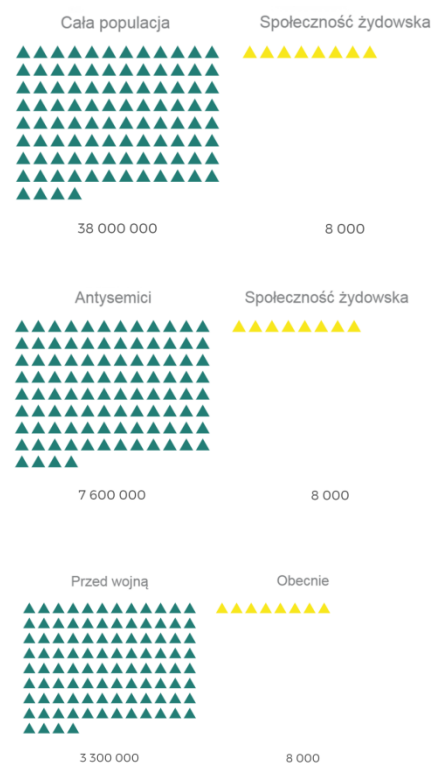 Cała populacja
Społeczność żydowska
38 000 000
8 000
Antysemici
Społeczność żydowska
7 600 000
8 000
Przed wojną
Obecnie
3 300 000
8 000